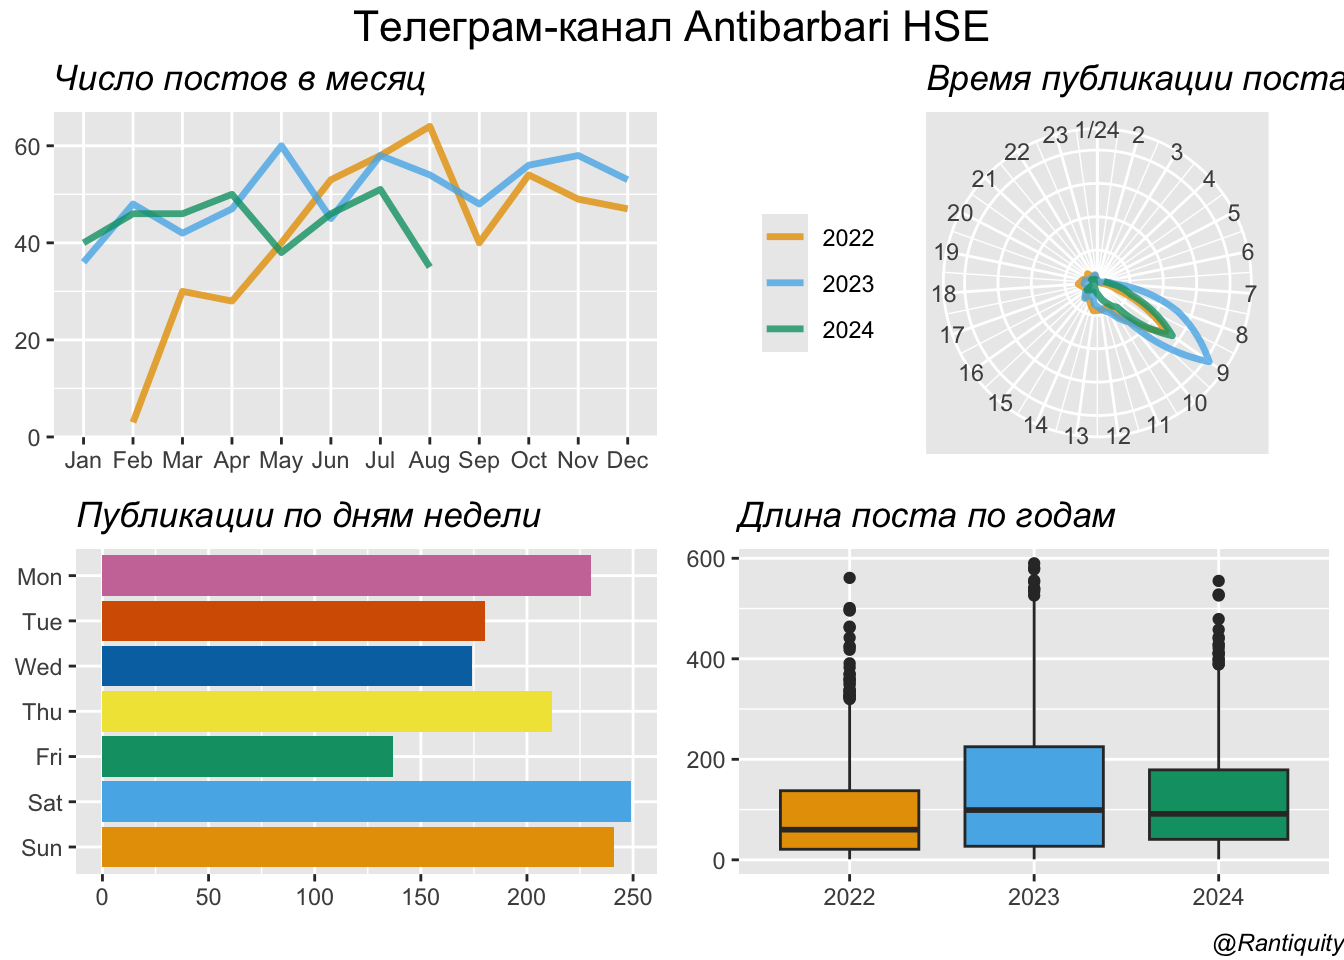 Телеграм-канал Antibarbari HSE
Число постов в месяц
60
40
20
0
Jan Feb Mar Apr May Jun Jul Aug Sep Oct Nov Dec
2022
2023
2024
Время публикации поста
1/24
2
3
4
5
6
7
8
9
10
11
12
13
14
15
16
17
18
19
20
21
22
23
Публикации по дням недели
Mon
Tue
Wed
Thu
Fri
Sat
Sun
0 50 100 150 200 250
Длина поста по годам
600
400
200
0
2022 2023 2024
@Rantiquity